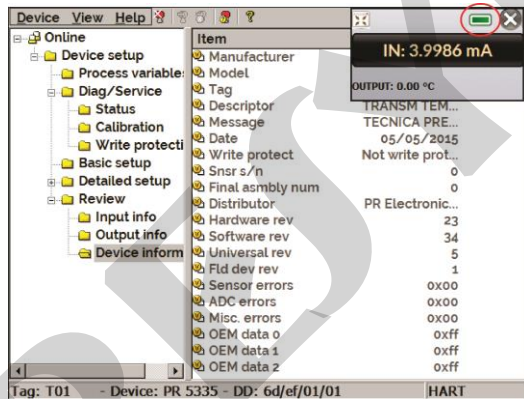 Device View Help
Online
Device setup
Process variable
Diag/Service
Status
Calibration
Write protecti
Basic setup
Detailed setup
Review
Input info
Output info
Device inform
Item
Manufacturer
Model
Tag
Descriptor TRANSM TEM...
Message TECNICA PRE...
Date 05/05/2015
Write protect Not write prot...
Snsr s/n 0
Final asmbly num 0
Distributor PR Electronic...
Hardware rev 23
Software rev 34
Universal rev 5
Fld dev rev 1
Sensor errors 0x00
ADC errors 0x00
Misc. errors 0x00
OEM data 0 0xff
OEM data 1 0xff
OEM data 2 0xff
IN: 3.9986 mA
OUTPUT: 0.00 °C
Tag: T01 - Device: PR 5335 - DD: 6d/ef/01/01 HART